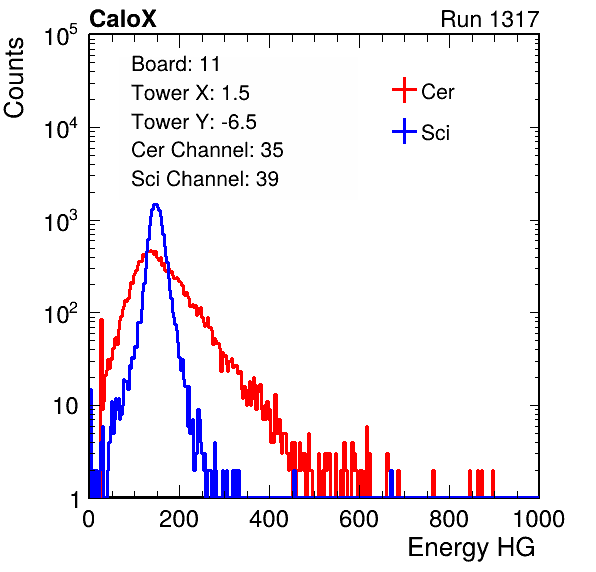 CaloX Run 1317
Counts
10^5
10^4
10^3
10^2
10
1
Board: 11
Tower X: 1.5
Tower Y: -6.5
Cer Channel: 35
Sci Channel: 39
Cer
Sci
0 200 400 600 800 1000
Energy HG